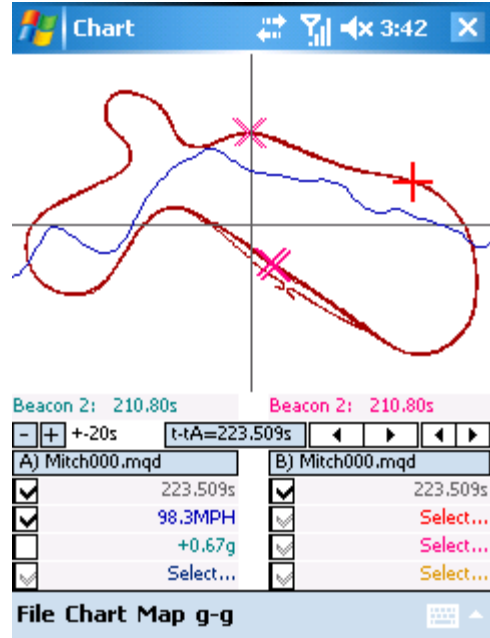 Chart 3:42
Beacon 2: 210.80s Beacon 2: 210.80s
- + +-20s t-tA=223.509s
A) Mitch000.mqd B) Mitch000.mqd
223.509s 223.509s
98.3MPH Select...
+0.67g Select...
Select... Select...
File Chart Map g-g